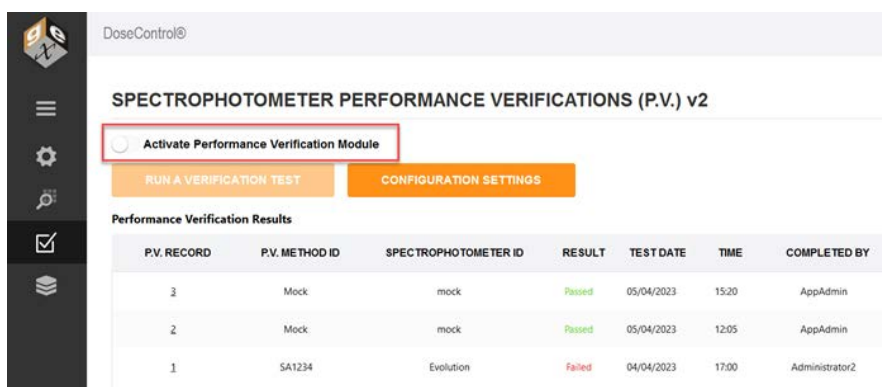 gex
DoseControl®
SPECTROPHOTOMETER PERFORMANCE VERIFICATIONS (P.V.) v2
Activate Performance Verification Module
RUN A VERIFICATION TEST CONFIGURATION SETTINGS
Performance Verification Results
P.V. RECORD P.V. METHOD ID SPECTROPHOTOMETER ID RESULT TEST DATE TIME COMPLETED BY
3 Mock mock Passed 05/04/2023 15:20 AppAdmin
2 Mock mock Passed 05/04/2023 12:05 AppAdmin
1 SA1234 Evolution Failed 04/04/2023 17:00 Administrator2